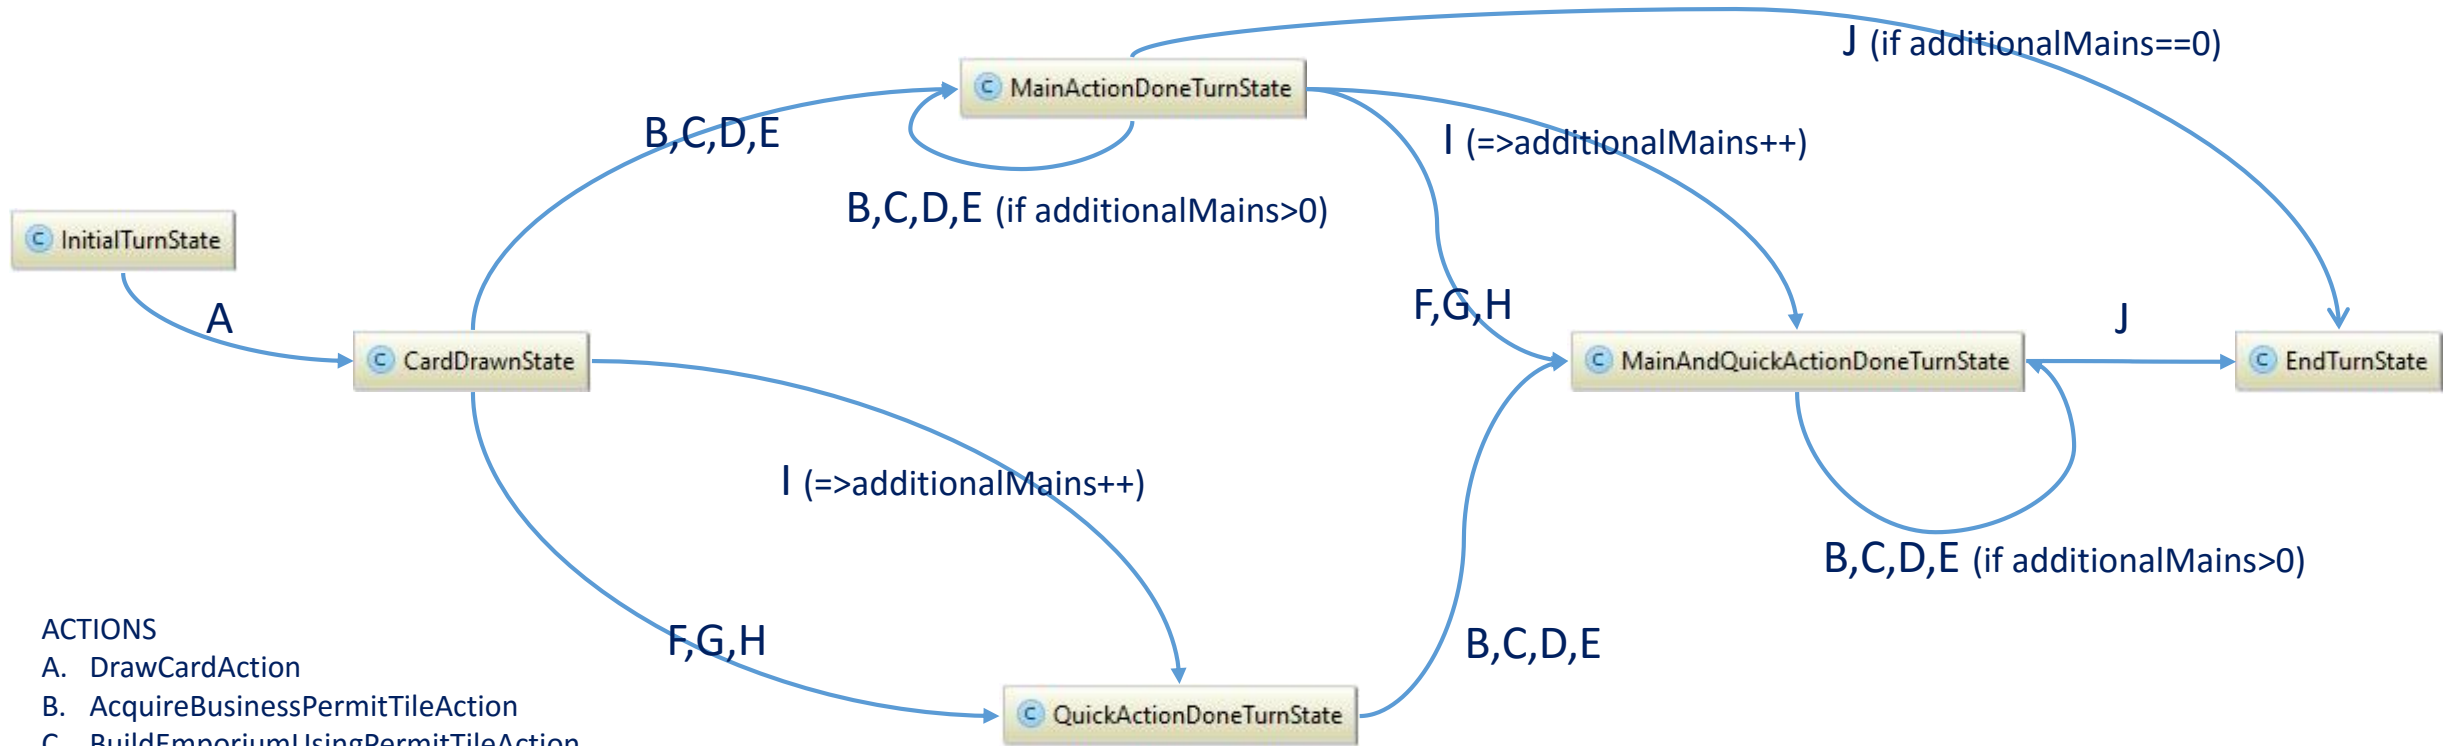 J (if additionalMains==0)
C MainActionDoneTurnState
B,C,D,E
I (=>additionalMains++)
B,C,D,E (if additionalMains>0)
C InitialTurnState
A
F,G,H
J
C CardDrawnState
C MainAndQuickActionDoneTurnState
C EndTurnState
I (=>additionalMains++)
B,C,D,E (if additionalMains>0)
F,G,H
B,C,D,E
C QuickActionDoneTurnState
ACTIONS
A. DrawCardAction
B. AcquireBusinessPermitTileAction
C. BuildEmporiumUsingPermitTileAction